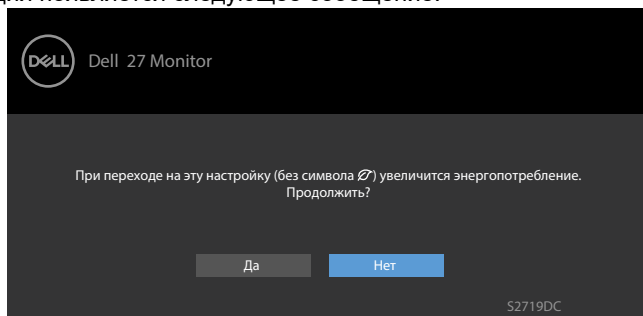 появляется следующее сообщение:
DELL Dell 27 Monitor
При переходе на эту настройку (без символа ) увеличится энергопотребление.
Продолжить?
Да Нет
S2719DC